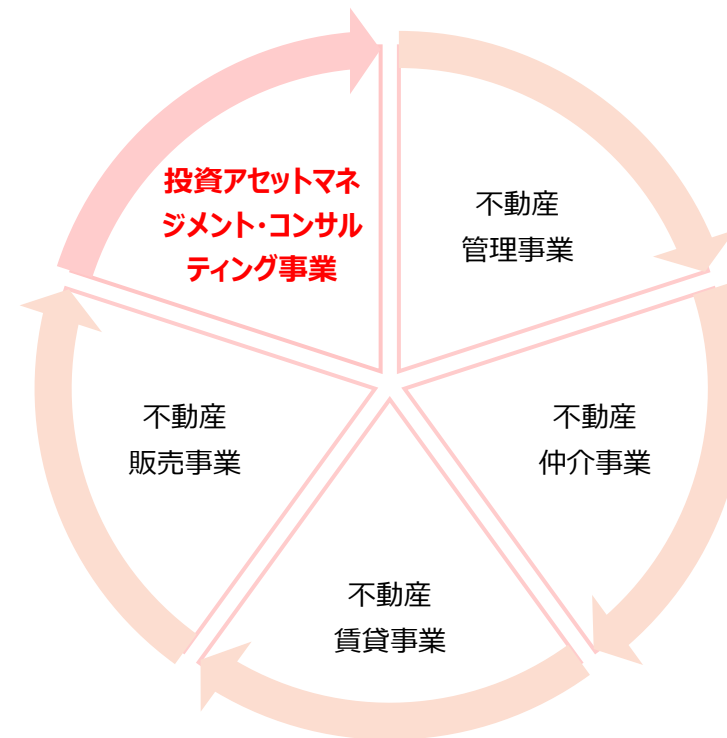 投資アセットマネ
ジメント・コンサル
ティング事業
不動産
管理事業
不動産
仲介事業
不動産
賃貸事業
不動産
販売事業